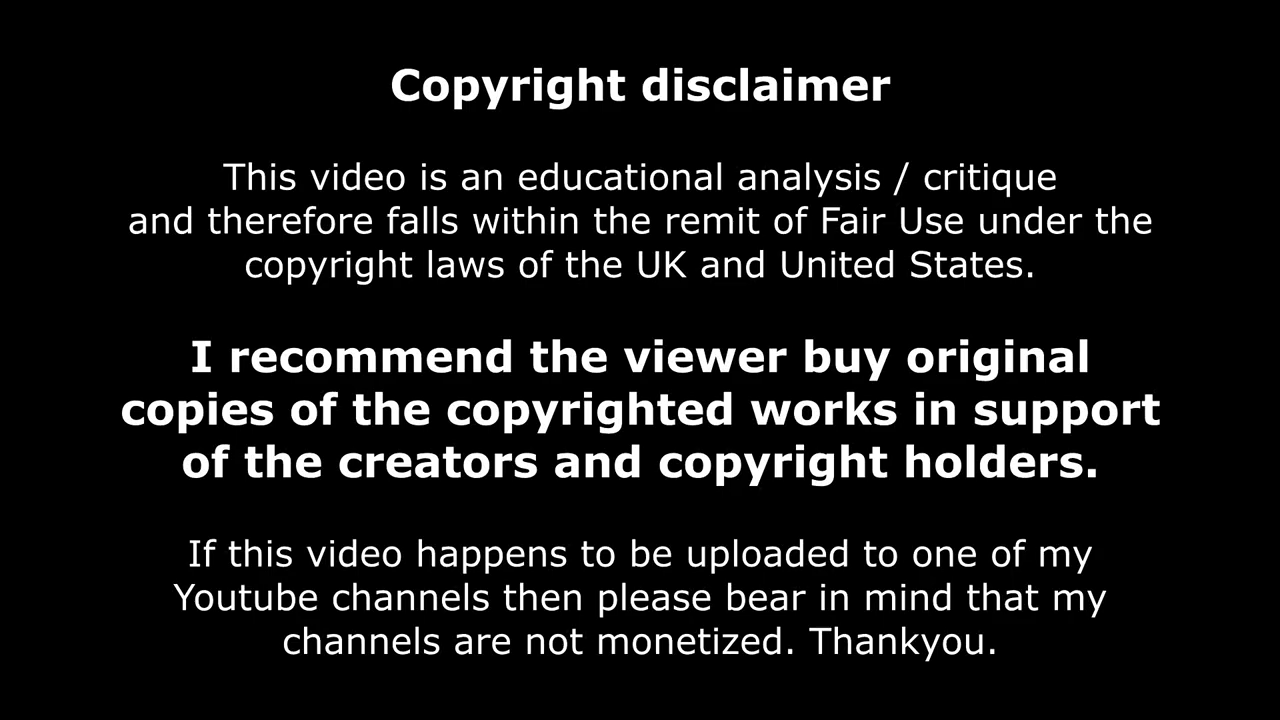 Copyright disclaimer
This video is an educational analysis / critique
and therefore falls within the remit of Fair Use under the
copyright laws of the UK and United States.
I recommend the viewer buy original
copies of the copyrighted works in support
of the creators and copyright holders.
If this video happens to be uploaded to one of my
Youtube channels then please bear in mind that my
channels are not monetized. Thankyou.